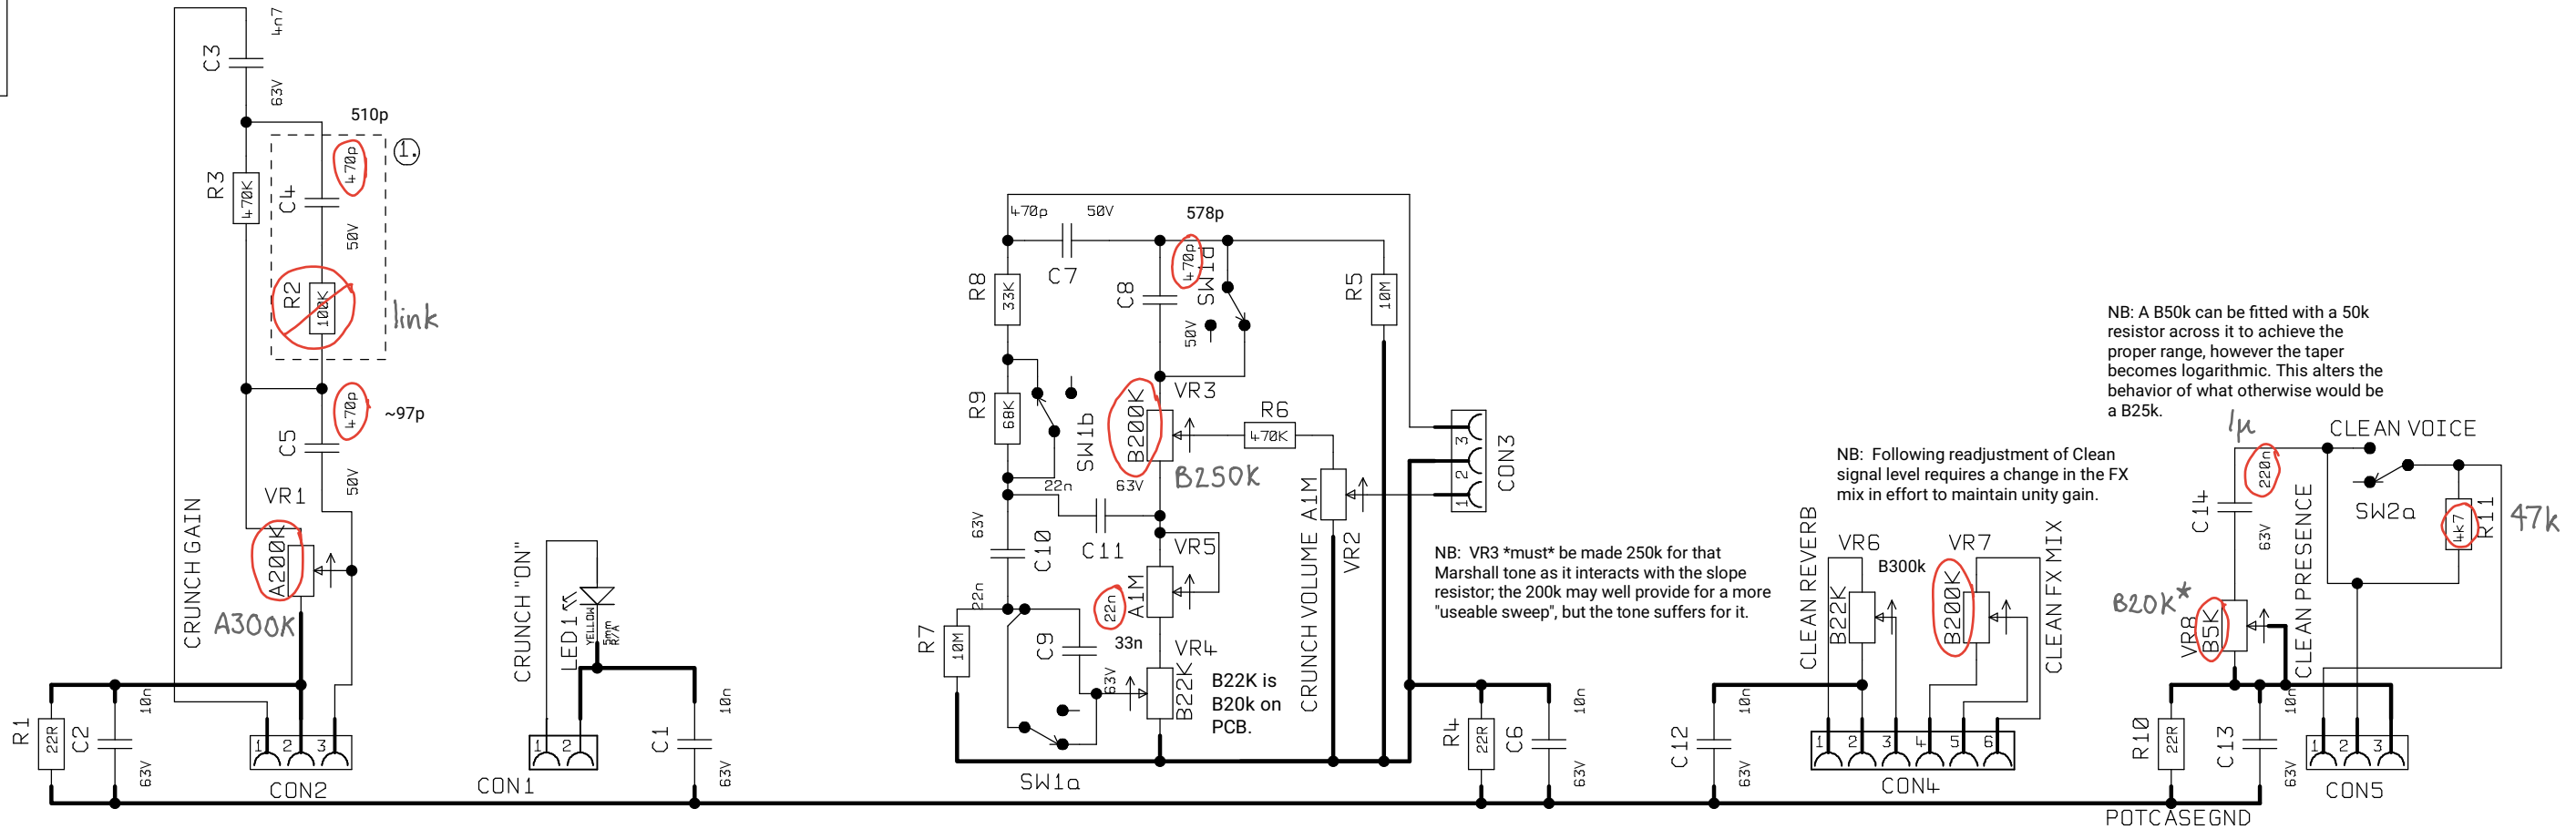 C3
4n7
63V
510p
470p
1.
R3
470K
C4
50V
R2
100K
link
470p
~97p
C5
50V
VR1
A200K
A300K
CRUNCH GAIN
R1
22R
C2
10n
63V
1 2 3
CON2
CRUNCH "ON"
LED1
YELLOW
5mm
R/A
1 2
CON1
C1
10n
63V
470p
50V
C7
578p
470p
R8
33K
C8
50V
SW1d
R5
10M
R9
68K
SW1b
VR3
B200K
B250K
R6
470K
22n
63V
C11
63V
C10
22n
VR5
A1M
22n
33n
C9
63V
VR4
B22K
B22K is
B20k on
PCB.
R7
10M
SW1a
CRUNCH VOLUME
A1M
VR2
3
2
1
CON3
NB: VR3 *must* be made 250k for that
Marshall tone as it interacts with the slope
resistor; the 200k may well provide for a more
"useable sweep", but the tone suffers for it.
R4
22R
C6
10n
63V
C12
10n
63V
NB: Following readjustment of Clean
signal level requires a change in the FX
mix in effort to maintain unity gain.
CLEAN REVERB
VR6
B22K
B300k
VR7
B200K
CLEAN FX MIX
1 2 3 4 5 6
CON4
NB: A B50k can be fitted with a 50k
resistor across it to achieve the
proper range, however the taper
becomes logarithmic. This alters the
behavior of what otherwise would be
a B25k.
1µ
220n
C14
63V
CLEAN VOICE
SW2a
R11
4k7
47k
B20K*
VR8
B5K
CLEAN PRESENCE
R10
22R
C13
10n
63V
1 2 3
CON5
POTCASEGND